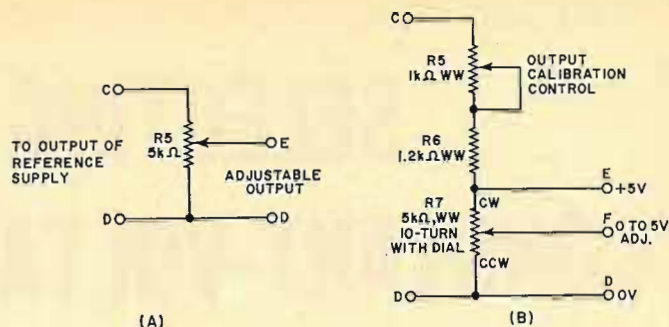 C
R5
5kΩ
E
TO OUTPUT OF
REFERENCE
SUPPLY
ADJUSTABLE
OUTPUT
D
D
(A)
C
R5
1kΩ WW
OUTPUT
CALIBRATION
CONTROL
R6
1.2kΩ WW
E
+5V
CW
R7
5kΩ, WW
10-TURN
WITH DIAL
F
0 TO 5V
ADJ.
CCW
D
D
0V
(B)